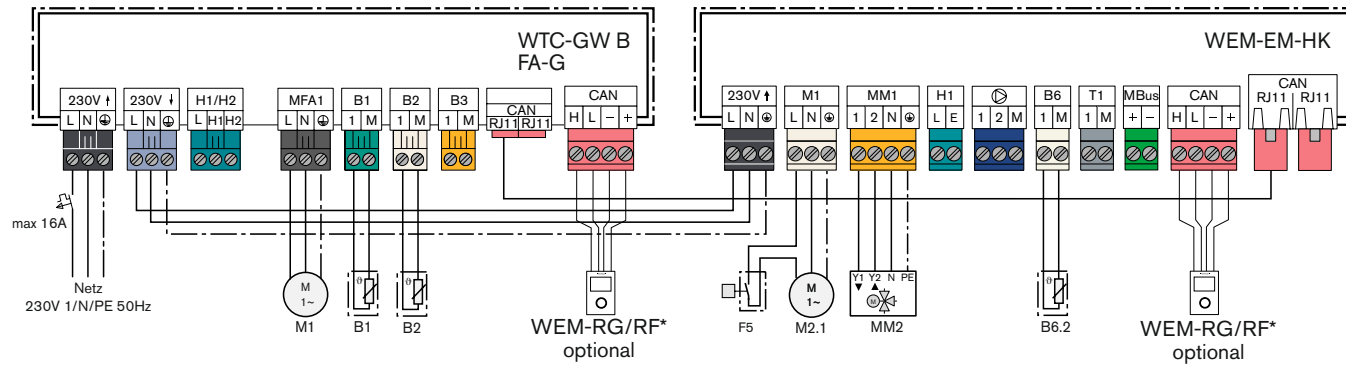 WTC-GW B
FA-G
WEM-EM-HK
230V ↑ 230V ↓ H1/H2 MFA1 B1 B2 B3 CAN
L N L N L H1 H2 L N 1 M 1 M 1 M CAN RJ11 RJ11 H L − +
230V ↑ M1 MM1 H1 B6 T1 MBus CAN CAN RJ11 RJ11
L N L N 1 2 N L E 1 2 M 1 M 1 M + − H L − +
max 16A
Netz
230V 1/N/PE 50Hz
M
1~
M1
ϑ
B1
ϑ
B2
WEM-RG/RF*
optional
F5
M
1~
M2.1
Y1 Y2 N PE
M
MM2
ϑ
B6.2
WEM-RG/RF*
optional